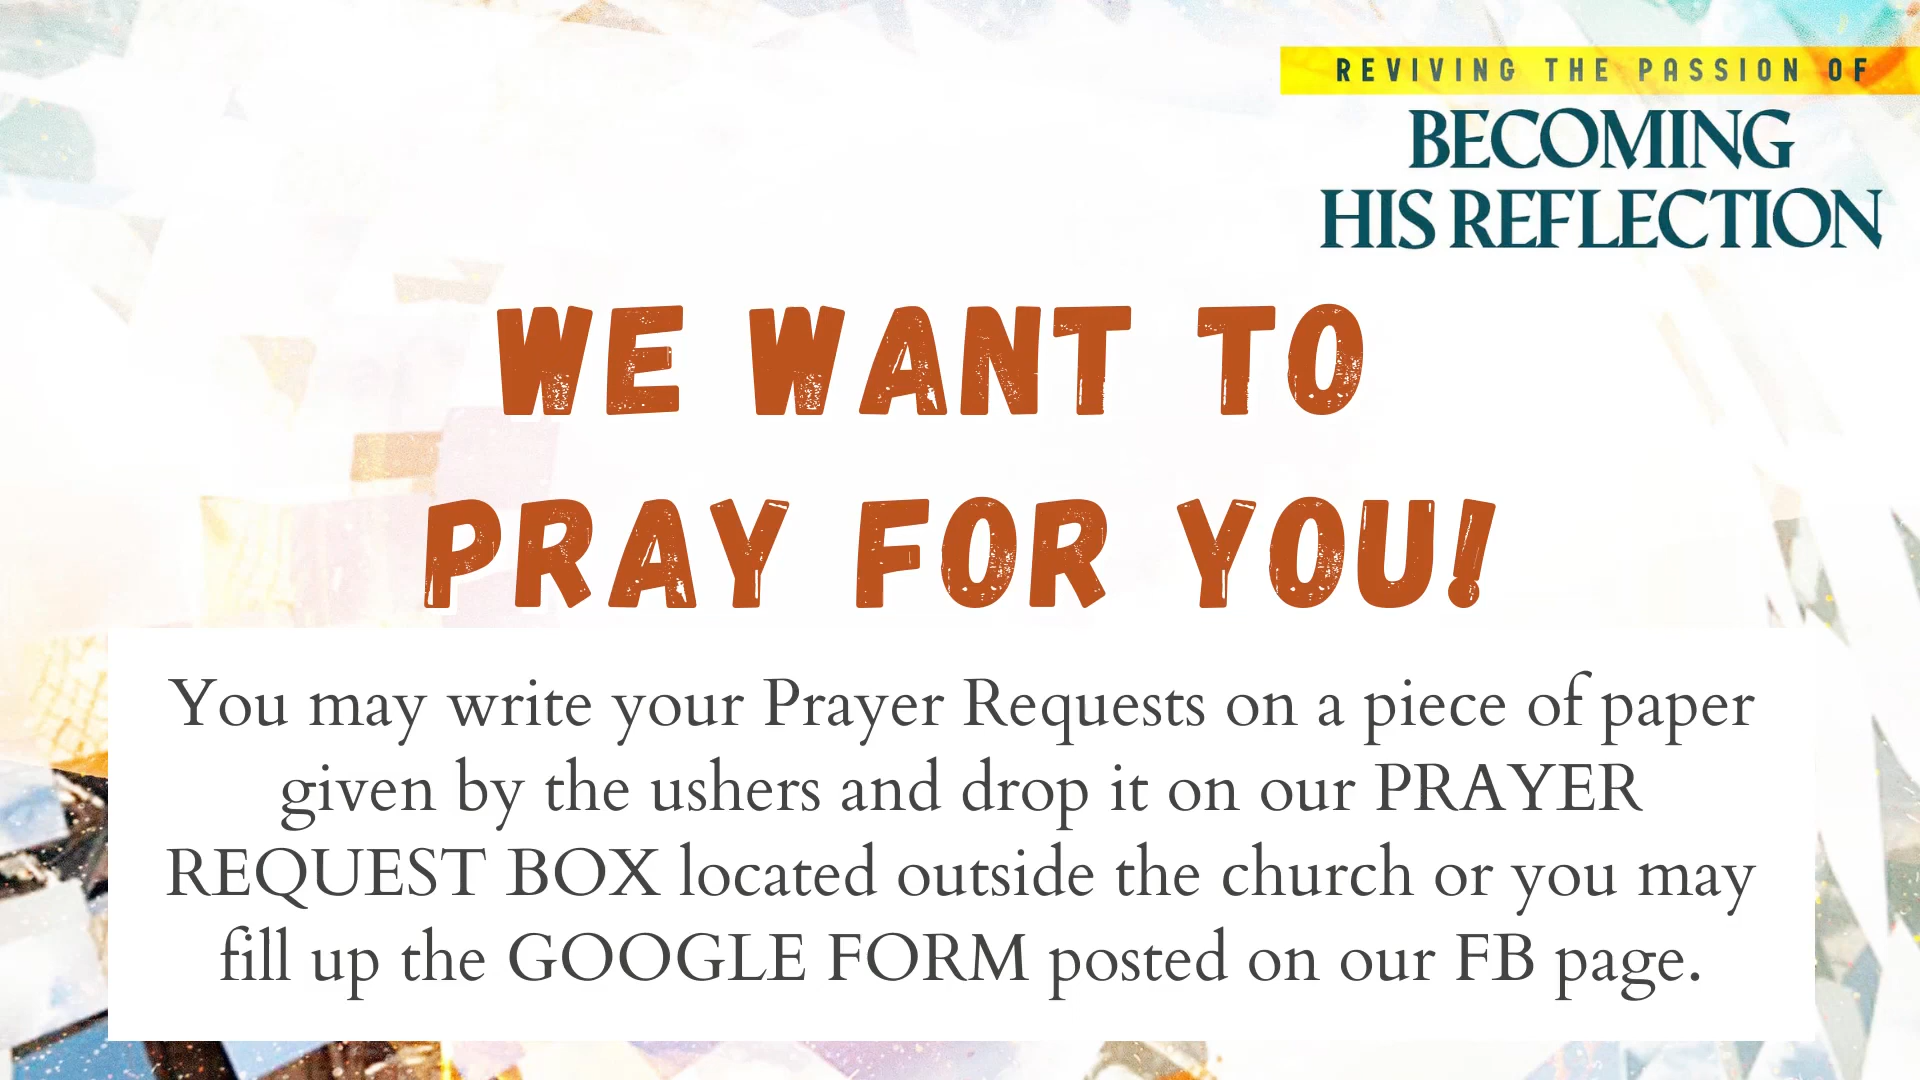 REVIVING THE PASSION OF
BECOMING
HIS REFLECTION
WE WANT TO
PRAY FOR YOU!
You may write your Prayer Requests on a piece of paper
given by the ushers and drop it on our PRAYER
REQUEST BOX located outside the church or you may
fill up the GOOGLE FORM posted on our FB page.